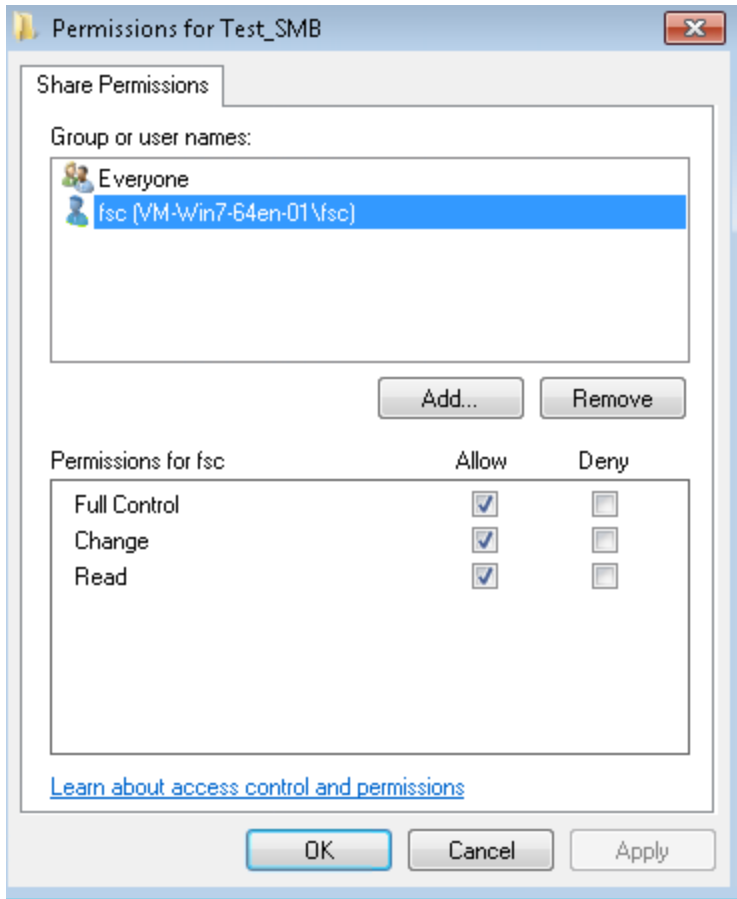 Permissions for Test_SMB
Share Permissions
Group or user names:
Everyone
fsc (VM-Win7-64en-01\fsc)
Add... Remove
Permissions for fsc Allow Deny
Full Control
Change
Read
Learn about access control and permissions
OK Cancel Apply